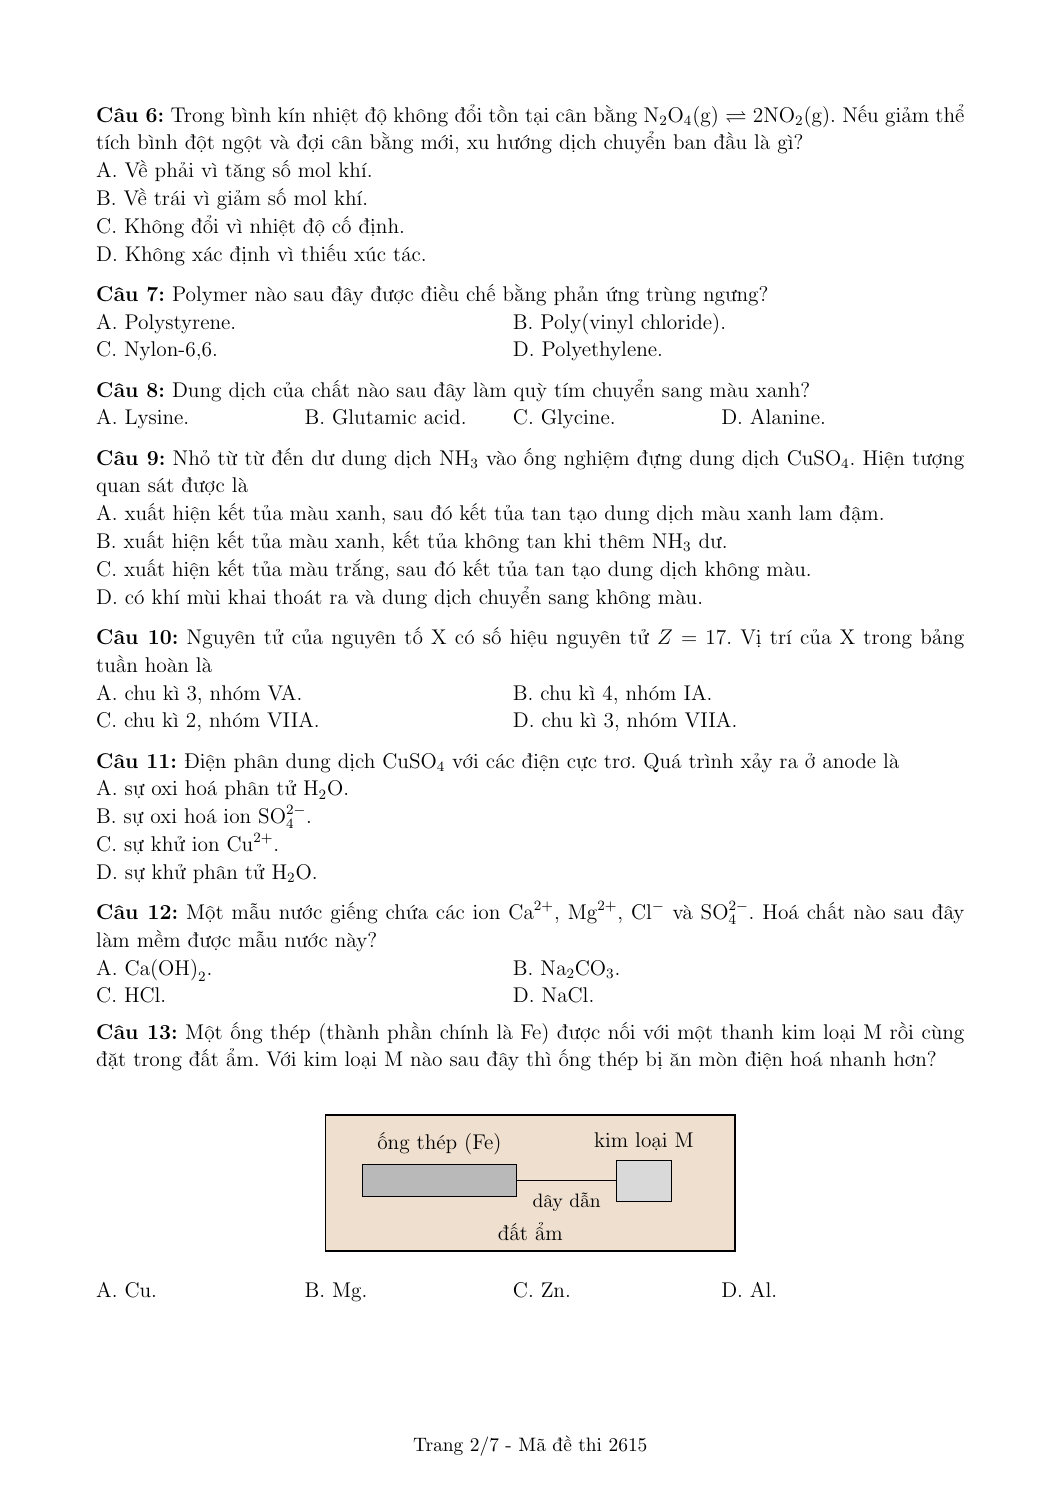 Câu 6: Trong bình kín nhiệt độ không đổi tồn tại cân bằng N₂O₄(g) ⇌ 2NO₂(g). Nếu giảm thể
tích bình đột ngột và đợi cân bằng mới, xu hướng dịch chuyển ban đầu là gì?
A. Về phải vì tăng số mol khí.
B. Về trái vì giảm số mol khí.
C. Không đổi vì nhiệt độ cố định.
D. Không xác định vì thiếu xúc tác.
Câu 7: Polymer nào sau đây được điều chế bằng phản ứng trùng ngưng?
A. Polystyrene. B. Poly(vinyl chloride).
C. Nylon-6,6. D. Polyethylene.
Câu 8: Dung dịch của chất nào sau đây làm quỳ tím chuyển sang màu xanh?
A. Lysine. B. Glutamic acid. C. Glycine. D. Alanine.
Câu 9: Nhỏ từ từ đến dư dung dịch NH₃ vào ống nghiệm đựng dung dịch CuSO₄. Hiện tượng
quan sát được là
A. xuất hiện kết tủa màu xanh, sau đó kết tủa tan tạo dung dịch màu xanh lam đậm.
B. xuất hiện kết tủa màu xanh, kết tủa không tan khi thêm NH₃ dư.
C. xuất hiện kết tủa màu trắng, sau đó kết tủa tan tạo dung dịch không màu.
D. có khí mùi khai thoát ra và dung dịch chuyển sang không màu.
Câu 10: Nguyên tử của nguyên tố X có số hiệu nguyên tử Z = 17. Vị trí của X trong bảng
tuần hoàn là
A. chu kì 3, nhóm VA. B. chu kì 4, nhóm IA.
C. chu kì 2, nhóm VIIA. D. chu kì 3, nhóm VIIA.
Câu 11: Điện phân dung dịch CuSO₄ với các điện cực trơ. Quá trình xảy ra ở anode là
A. sự oxi hoá phân tử H₂O.
B. sự oxi hoá ion SO₄²⁻.
C. sự khử ion Cu²⁺.
D. sự khử phân tử H₂O.
Câu 12: Một mẫu nước giếng chứa các ion Ca²⁺, Mg²⁺, Cl⁻ và SO₄²⁻. Hoá chất nào sau đây
làm mềm được mẫu nước này?
A. Ca(OH)₂. B. Na₂CO₃.
C. HCl. D. NaCl.
Câu 13: Một ống thép (thành phần chính là Fe) được nối với một thanh kim loại M rồi cùng
đặt trong đất ẩm. Với kim loại M nào sau đây thì ống thép bị ăn mòn điện hoá nhanh hơn?
ống thép (Fe) kim loại M
dây dẫn
đất ẩm
A. Cu. B. Mg. C. Zn. D. Al.
Trang 2/7 - Mã đề thi 2615